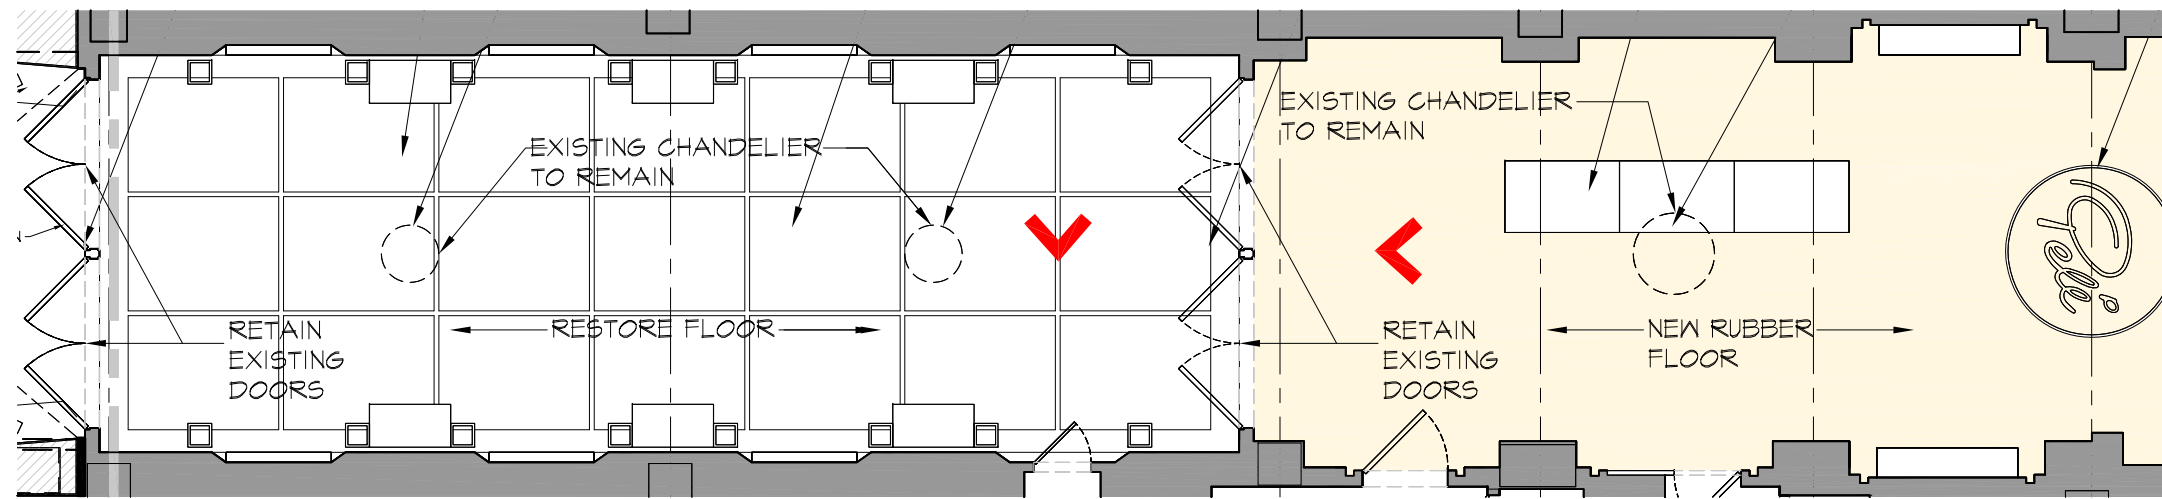 EXISTING CHANDELIER
TO REMAIN
EXISTING CHANDELIER
TO REMAIN
RETAIN
EXISTING
DOORS
RESTORE FLOOR
RETAIN
EXISTING
DOORS
NEW RUBBER
FLOOR